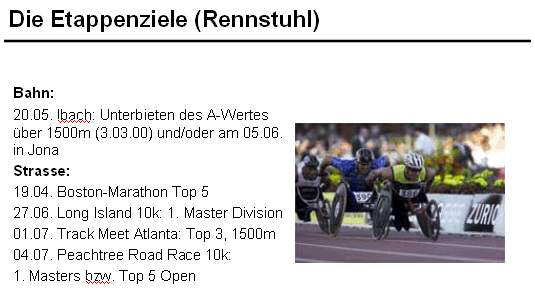 Die Etappenziele (Rennstuhl)
Bahn:
20.05. Ibach: Unterbieten des A-Wertes
über 1500m (3.03.00) und/oder am 05.06.
in Jona
Strasse:
19.04. Boston-Marathon Top 5
27.06. Long Island 10k: 1. Master Division
01.07. Track Meet Atlanta: Top 3, 1500m
04.07. Peachtree Road Race 10k:
1. Masters bzw. Top 5 Open
ZURIC